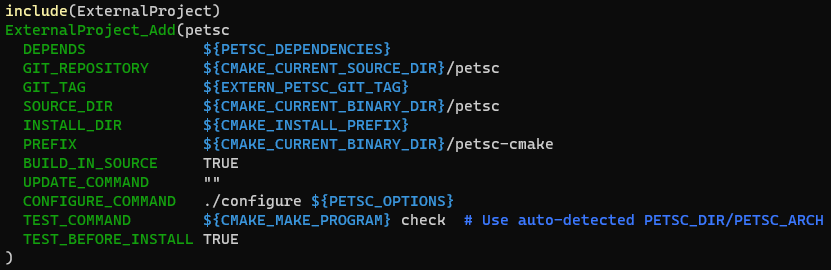 include(ExternalProject)
ExternalProject_Add(petsc
  DEPENDS             ${PETSC_DEPENDENCIES}
  GIT_REPOSITORY      ${CMAKE_CURRENT_SOURCE_DIR}/petsc
  GIT_TAG             ${EXTERN_PETSC_GIT_TAG}
  SOURCE_DIR          ${CMAKE_CURRENT_BINARY_DIR}/petsc
  INSTALL_DIR         ${CMAKE_INSTALL_PREFIX}
  PREFIX              ${CMAKE_CURRENT_BINARY_DIR}/petsc-cmake
  BUILD_IN_SOURCE     TRUE
  UPDATE_COMMAND      ""
  CONFIGURE_COMMAND   ./configure ${PETSC_OPTIONS}
  TEST_COMMAND        ${CMAKE_MAKE_PROGRAM} check  # Use auto-detected PETSC_DIR/PETSC_ARCH
  TEST_BEFORE_INSTALL TRUE
)